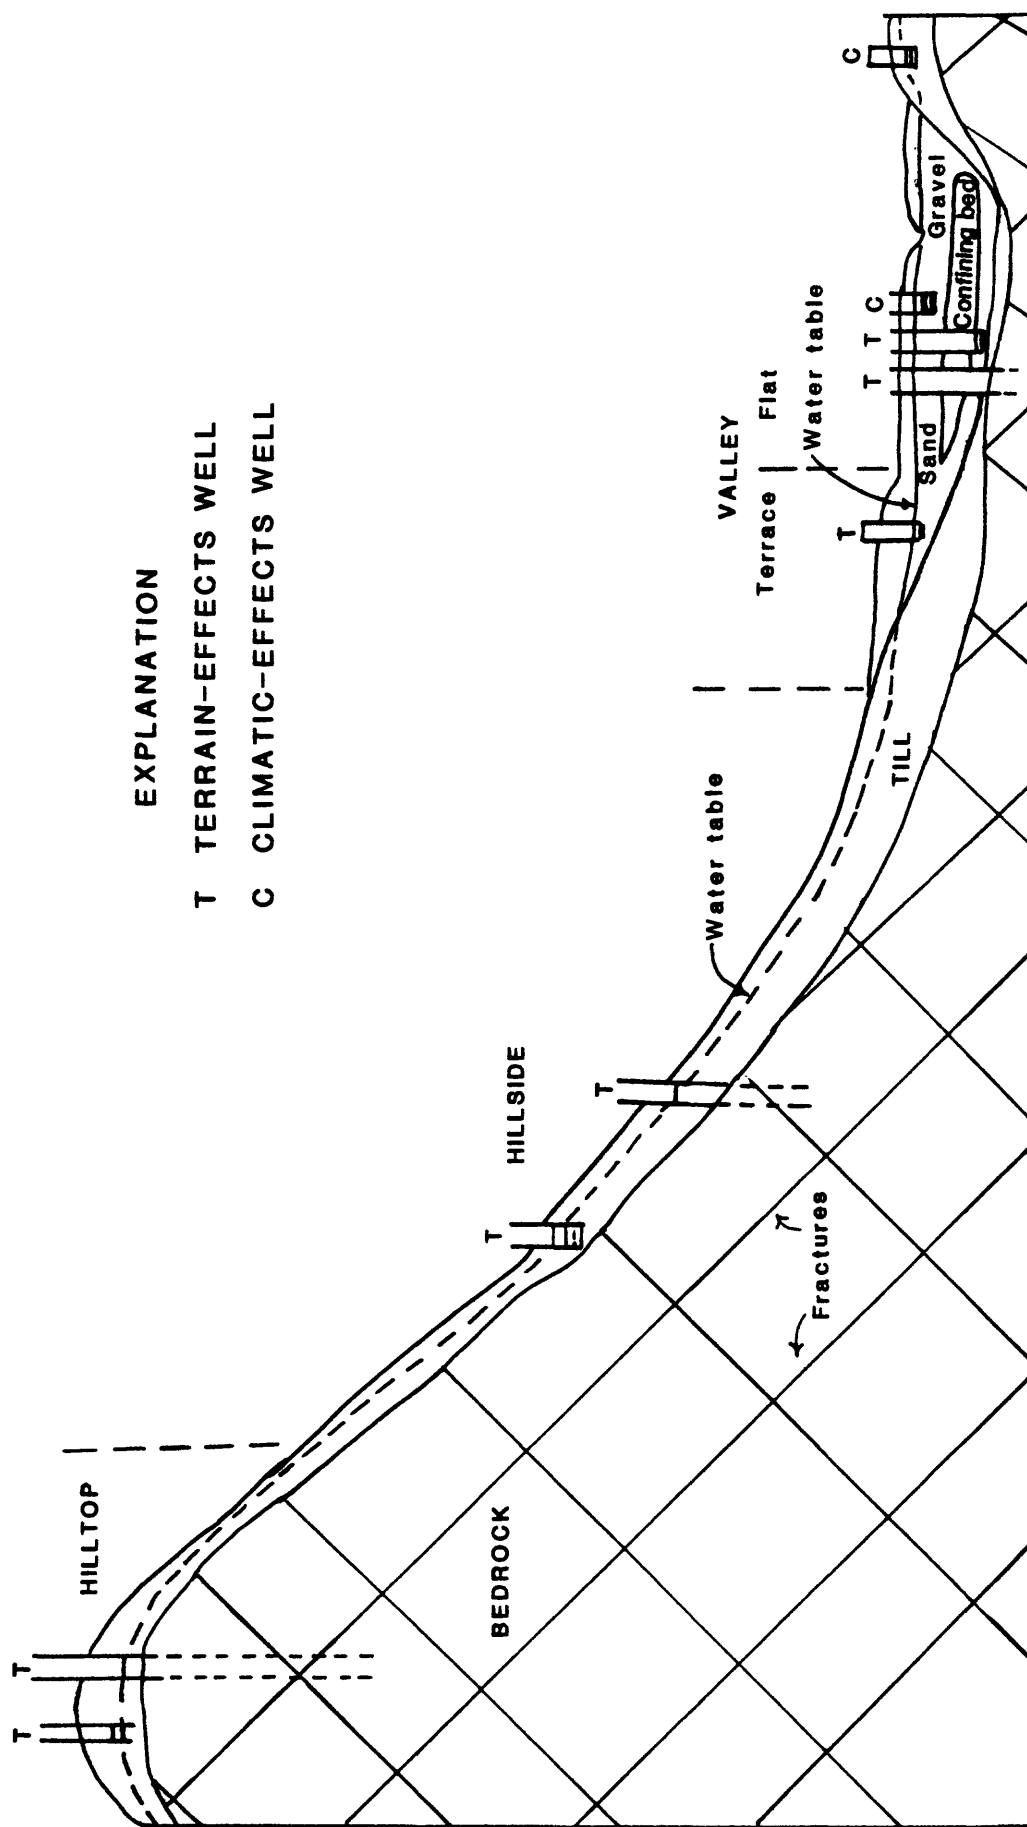 EXPLANATION
T TERRAIN-EFFECTS WELL
C CLIMATIC-EFFECTS WELL
HILLTOP
T
T
HILLSIDE
T
T
VALLEY
Terrace
Flat
T
T
T
C
C
Water table
Water table
Sand
Gravel
Confining bed
TILL
BEDROCK
Fractures